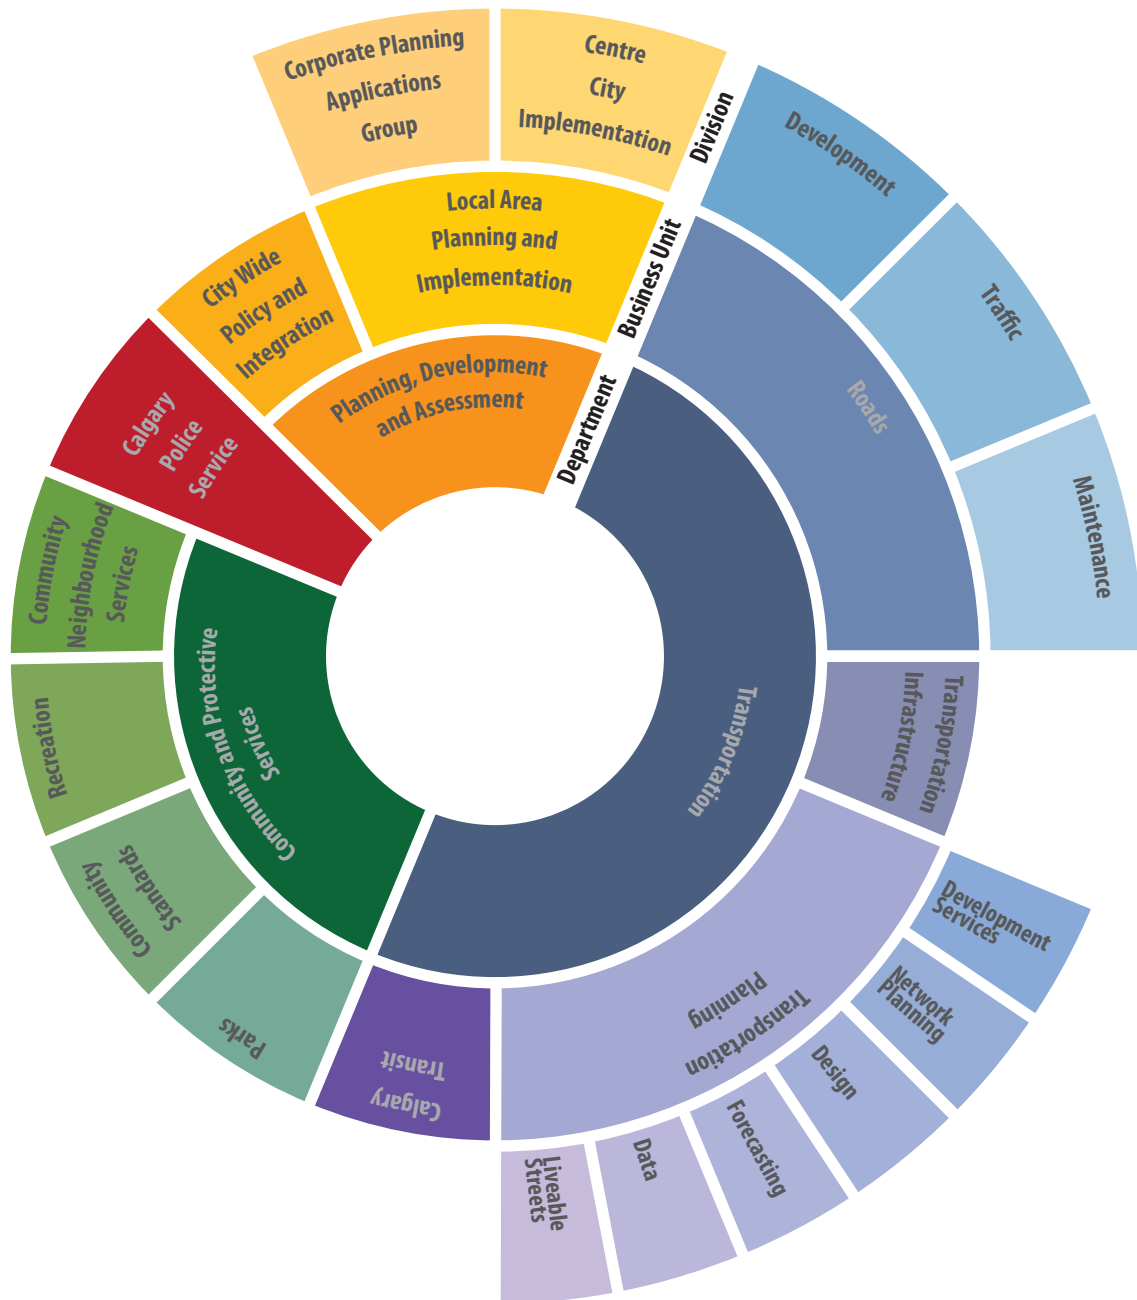 Corporate Planning
Applications
Group
Centre
City
Implementation
Division
Development
Traffic
Maintenance
City Wide
Policy and
Integration
Local Area
Planning and
Implementation
Business Unit
Roads
Transportation
Infrastructure
Planning, Development
and Assessment
Department
Transportation
Calgary
Police
Service
Community
Neighbourhood
Services
Recreation
Community
Standards
Parks
Community and Protective
Services
Calgary
Transit
Transportation
Planning
Development
Services
Network
Planning
Design
Forecasting
Data
Liveable
Streets